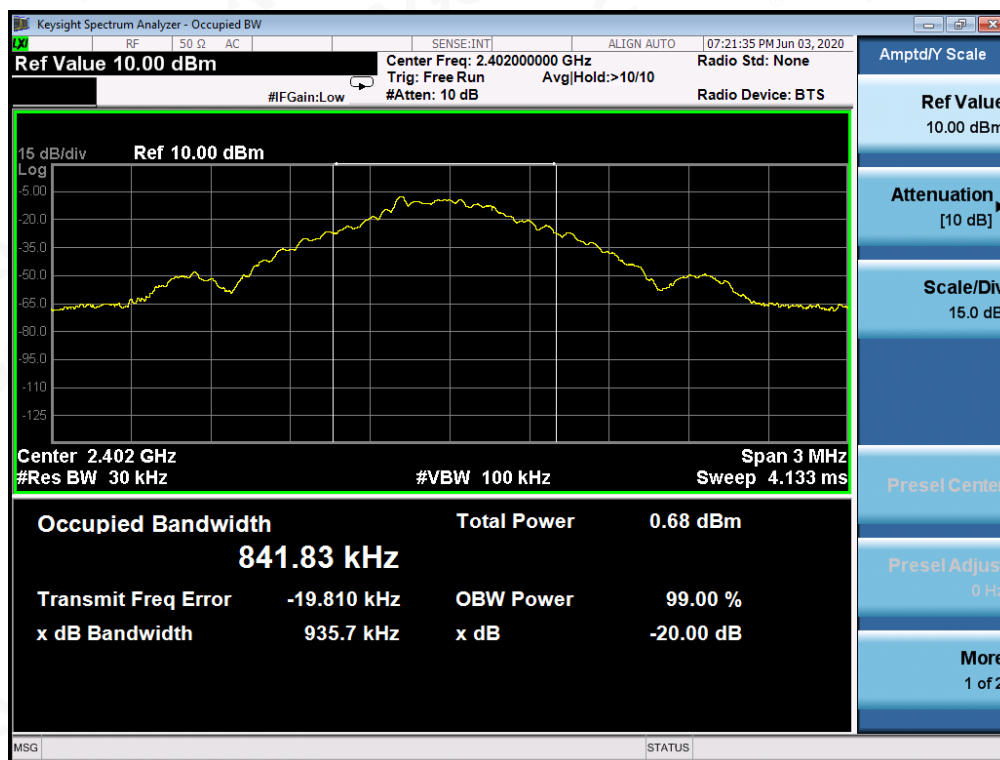 Keysight Spectrum Analyzer - Occupied BW
LXI RF 50 Ω AC SENSE:INT ALIGN AUTO 07:21:35 PM Jun 03, 2020
Ref Value 10.00 dBm
Center Freq: 2.402000000 GHz Radio Std: None
Trig: Free Run Avg|Hold:>10/10
#IFGain:Low #Atten: 10 dB Radio Device: BTS
15 dB/div Ref 10.00 dBm
Log
-5.00
-20.0
-35.0
-50.0
-65.0
-80.0
-95.0
-110
-125
Center 2.402 GHz Span 3 MHz
#Res BW 30 kHz #VBW 100 kHz Sweep 4.133 ms
Occupied Bandwidth Total Power 0.68 dBm
841.83 kHz
Transmit Freq Error -19.810 kHz OBW Power 99.00 %
x dB Bandwidth 935.7 kHz x dB -20.00 dB
MSG STATUS
Amptd/Y Scale
Ref Value
10.00 dBm
Attenuation
[10 dB]
Scale/Div
15.0 dB
Presel Center
Presel Adjus
0 Hz
More
1 of 2